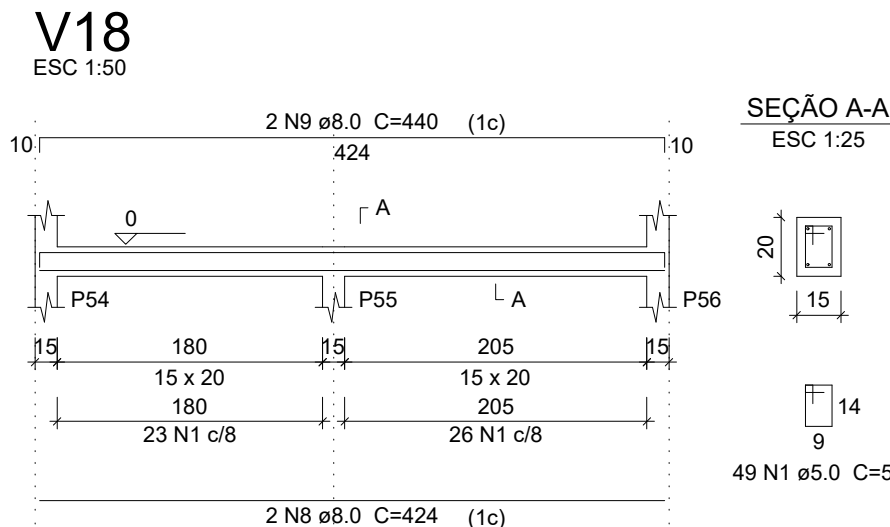 V18
ESC 1:50
2 N9 ø8.0 C=440 (1c)
10
424
10
SEÇÃO A-A
ESC 1:25
A
0
20
15
P54
P55
A
P56
15
180
15
205
15
15 x 20
15 x 20
180
205
23 N1 c/8
26 N1 c/8
14
9
49 N1 ø5.0 C=5
2 N8 ø8.0 C=424 (1c)